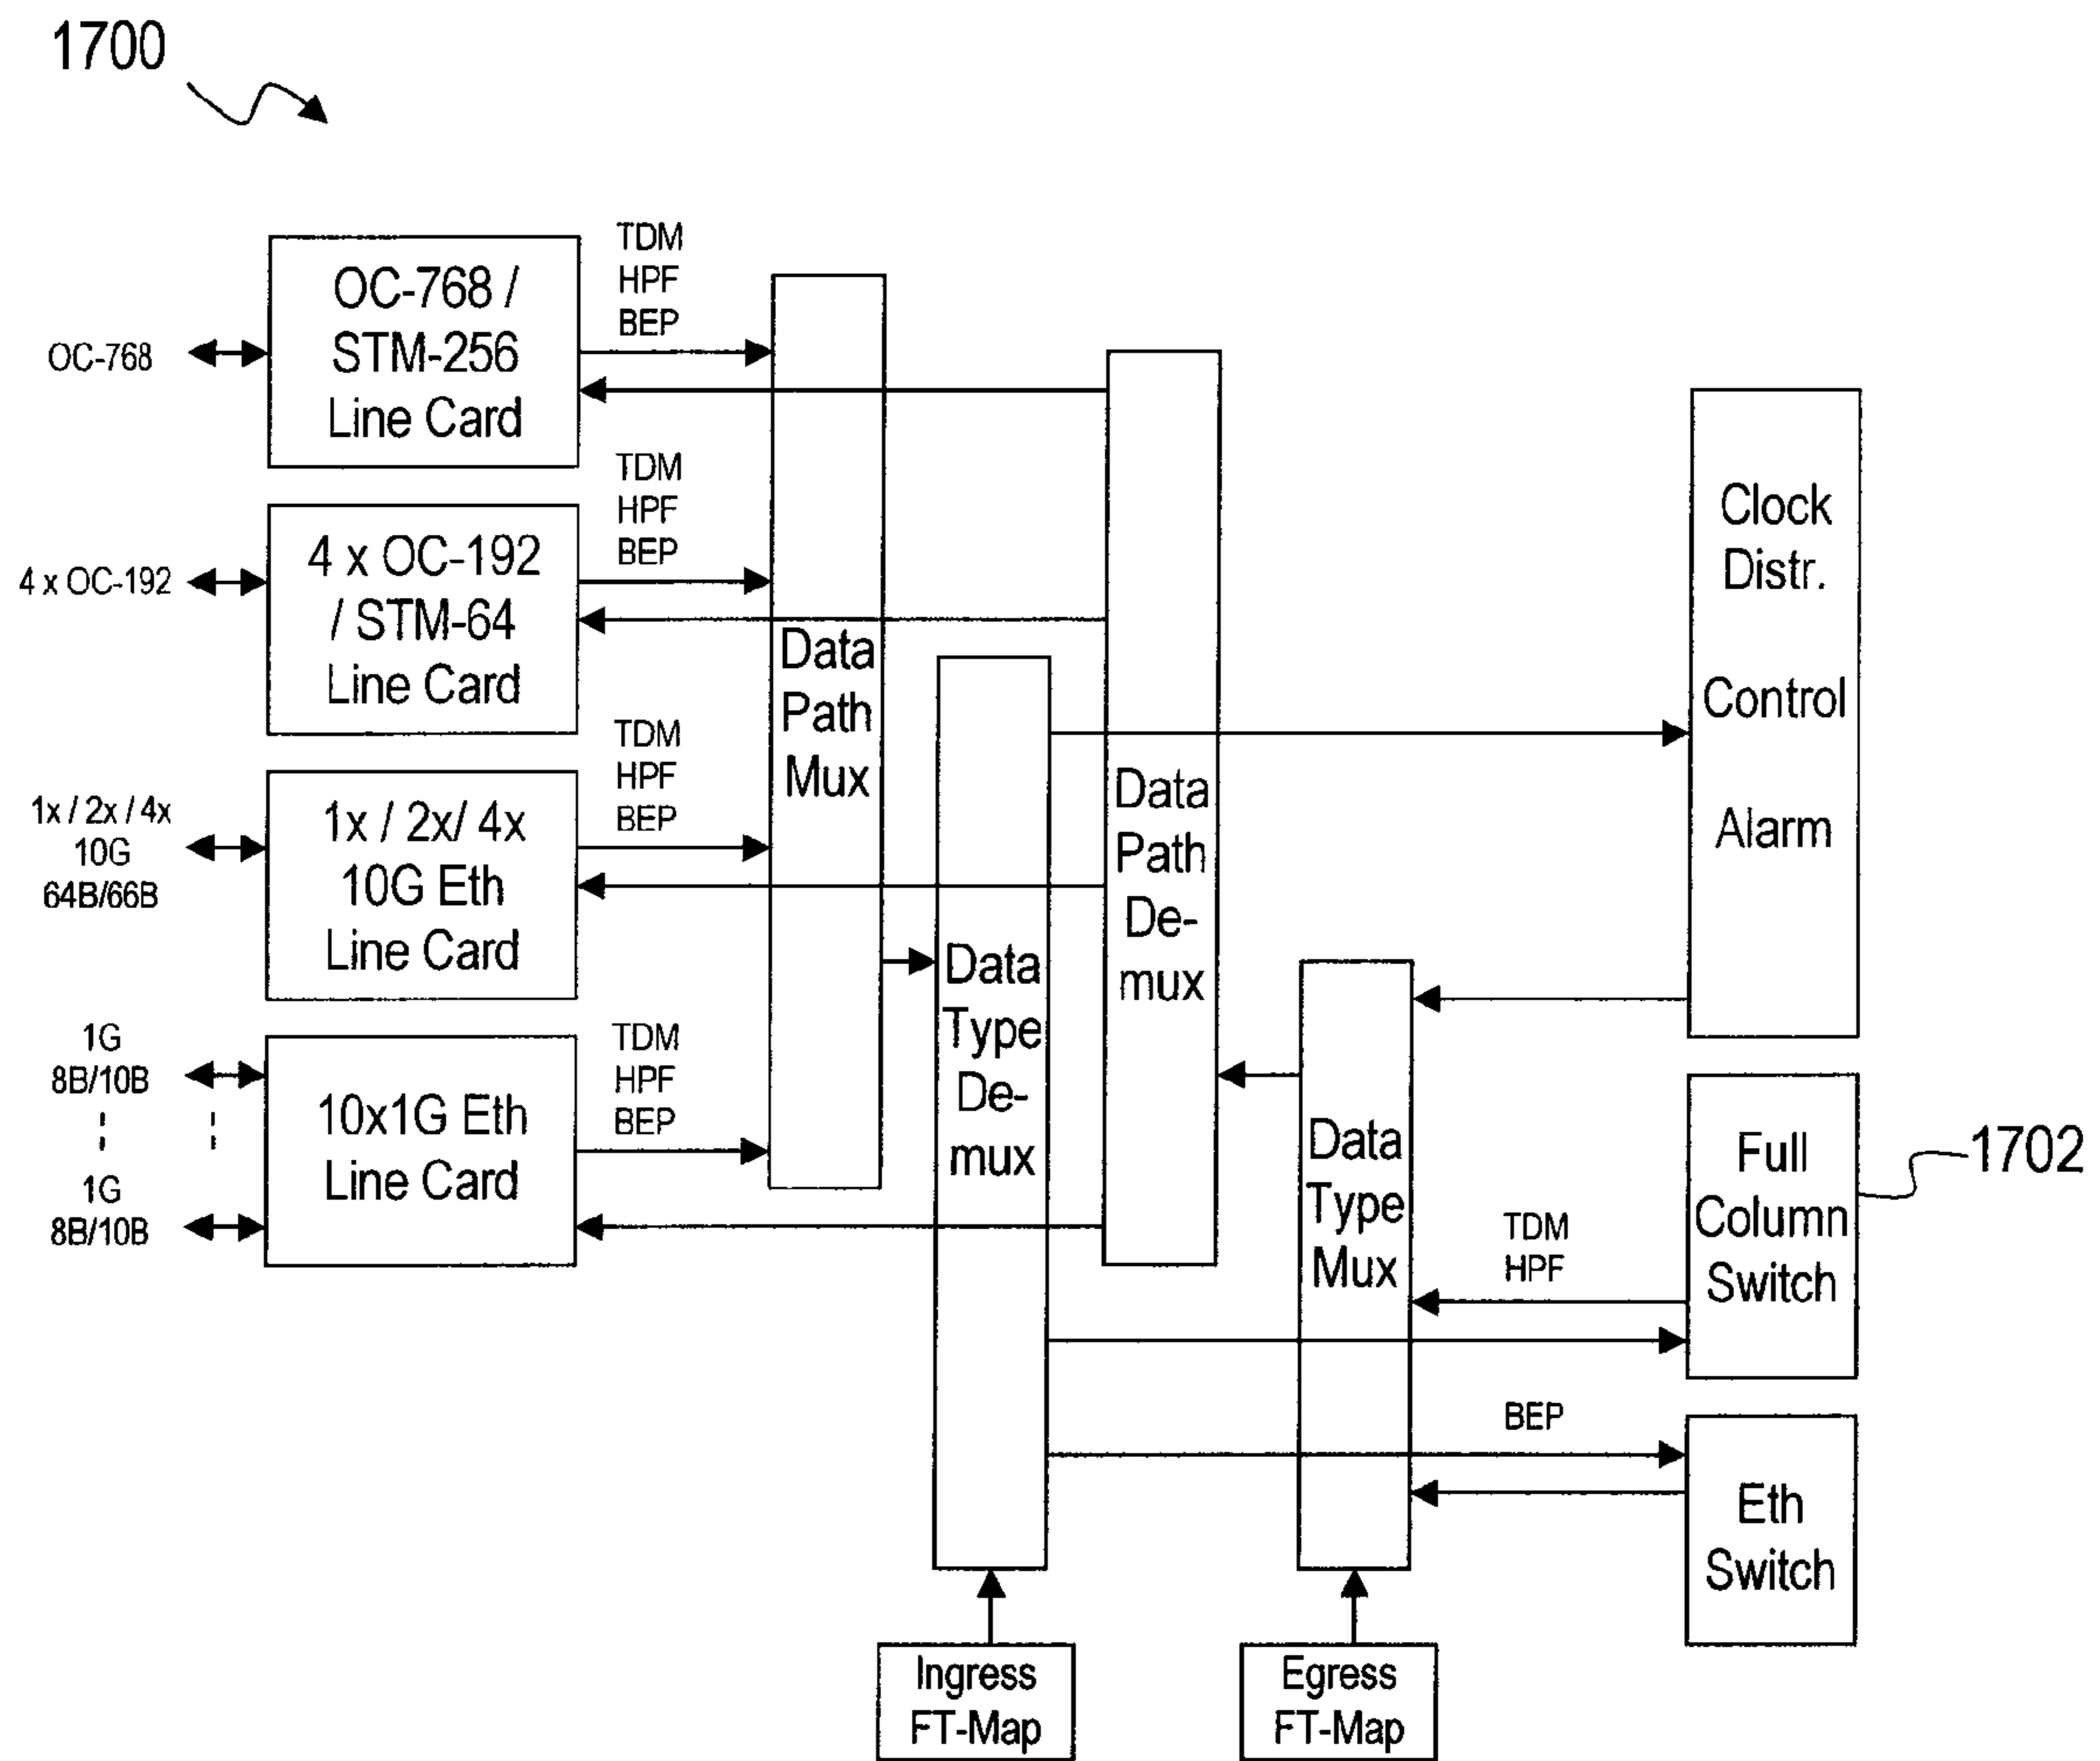 1700
OC-768
OC-768 /
STM-256
Line Card
TDM
HPF
BEP
4 x OC-192
4 x OC-192
/ STM-64
Line Card
TDM
HPF
BEP
1x / 2x / 4x
10G
64B/66B
1x / 2x/ 4x
10G Eth
Line Card
TDM
HPF
BEP
1G
8B/10B
1G
8B/10B
10x1G Eth
Line Card
TDM
HPF
BEP
Data
Path
Mux
Data
Type
De-
mux
Data
Path
De-
mux
Data
Type
Mux
Clock
Distr.
Control
Alarm
Full
Column
Switch
1702
TDM
HPF
BEP
Eth
Switch
Ingress
FT-Map
Egress
FT-Map